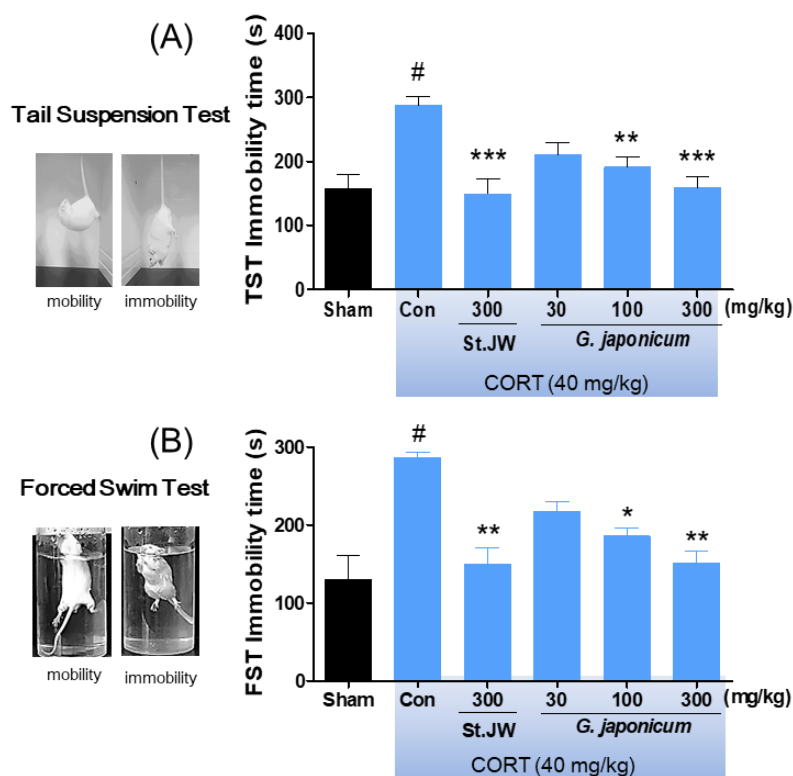 (A)
Tail Suspension Test
mobility immobility
TST Immobility time (s)
400
300
200
100
0
#
***
**
***
Sham Con 300 30 100 300 (mg/kg)
St.JW G. japonicum
CORT (40 mg/kg)
(B)
Forced Swim Test
mobility immobility
FST Immobility time (s)
300
200
100
0
#
**
*
**
Sham Con 300 30 100 300 (mg/kg)
St.JW G. japonicum
CORT (40 mg/kg)